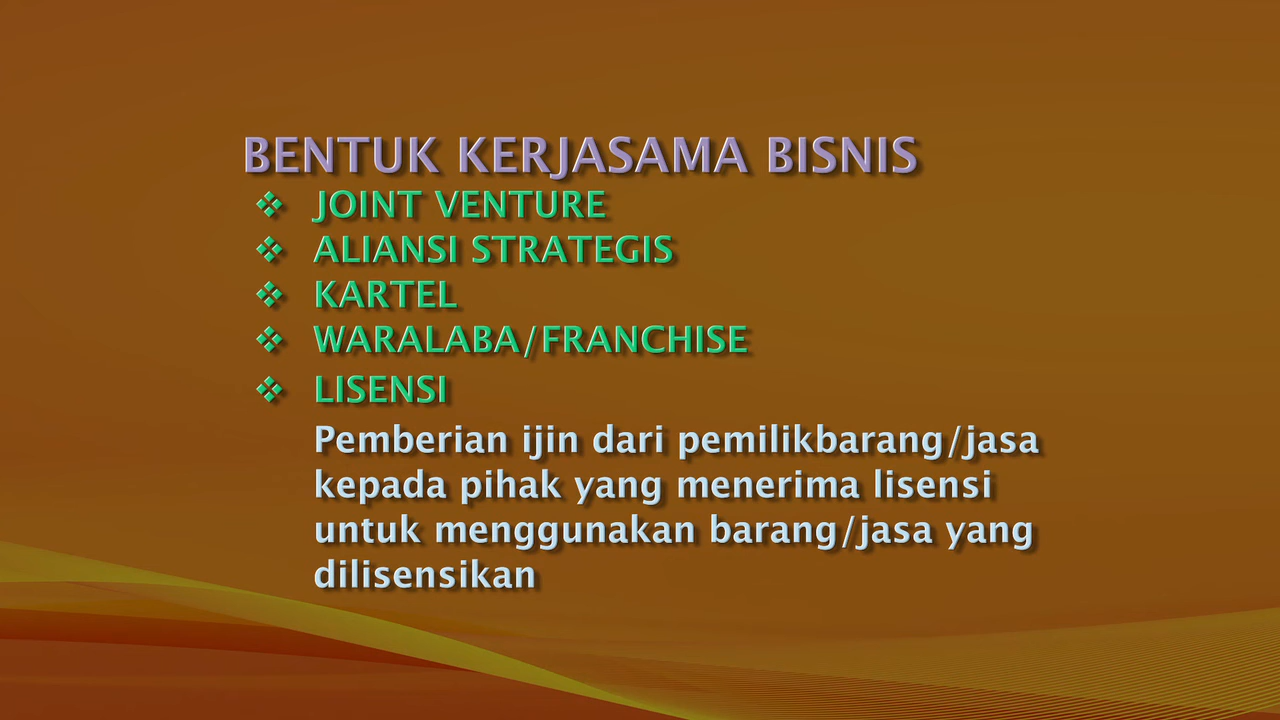 BENTUK KERJASAMA BISNIS
❖ JOINT VENTURE
❖ ALIANSI STRATEGIS
❖ KARTEL
❖ WARALABA/FRANCHISE
❖ LISENSI
Pemberian ijin dari pemilikbarang/jasa
kepada pihak yang menerima lisensi
untuk menggunakan barang/jasa yang
dilisensikan